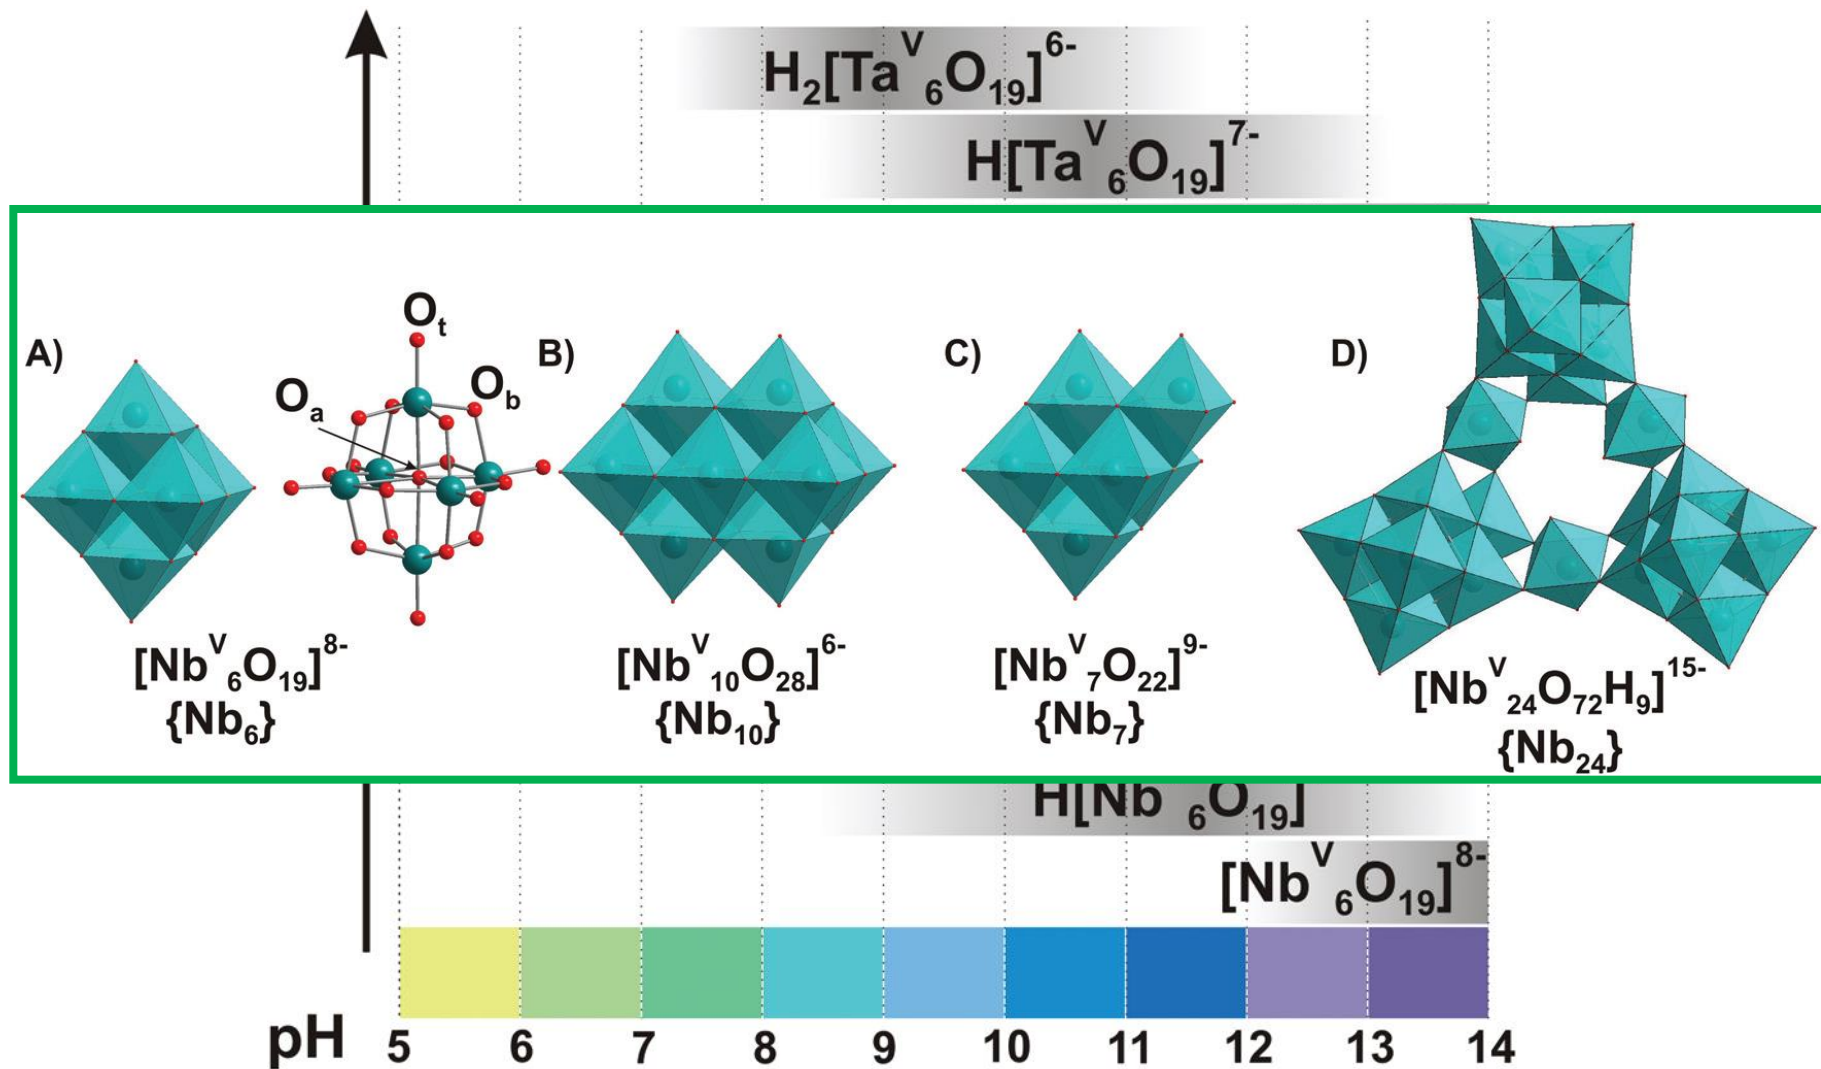 H₂[Taⱽ₆O₁₉]⁶⁻
H[Taⱽ₆O₁₉]⁷⁻
A)
Oₜ
Oₐ
O_b
B)
C)
D)
[Nbⱽ₆O₁₉]⁸⁻
{Nb₆}
[Nbⱽ₁₀O₂₈]⁶⁻
{Nb₁₀}
[Nbⱽ₇O₂₂]⁹⁻
{Nb₇}
[Nbⱽ₂₄O₇₂H₉]¹⁵⁻
{Nb₂₄}
H[Nb ₆O₁₉]
[Nbⱽ₆O₁₉]⁸⁻
pH 5 6 7 8 9 10 11 12 13 14